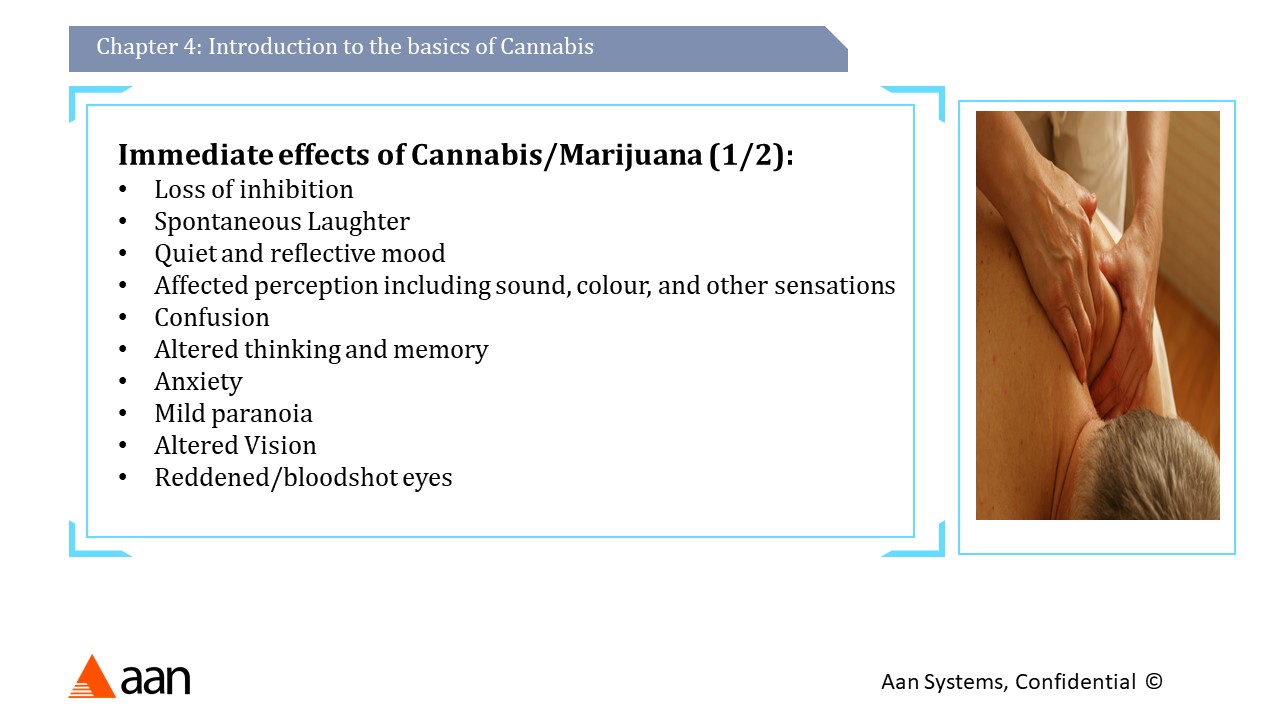 Chapter 4: Introduction to the basics of Cannabis
Immediate effects of Cannabis/Marijuana (1/2):
• Loss of inhibition
• Spontaneous Laughter
• Quiet and reflective mood
• Affected perception including sound, colour, and other sensations
• Confusion
• Altered thinking and memory
• Anxiety
• Mild paranoia
• Altered Vision
• Reddened/bloodshot eyes
aan
Aan Systems, Confidential ©